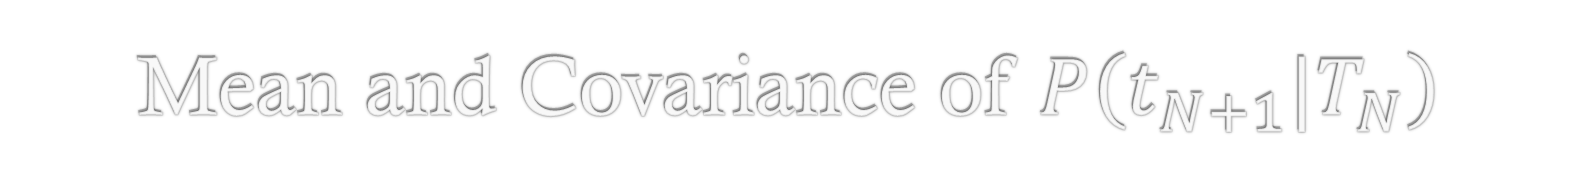 Mean and Covariance of P(t_{N+1}|T_N)